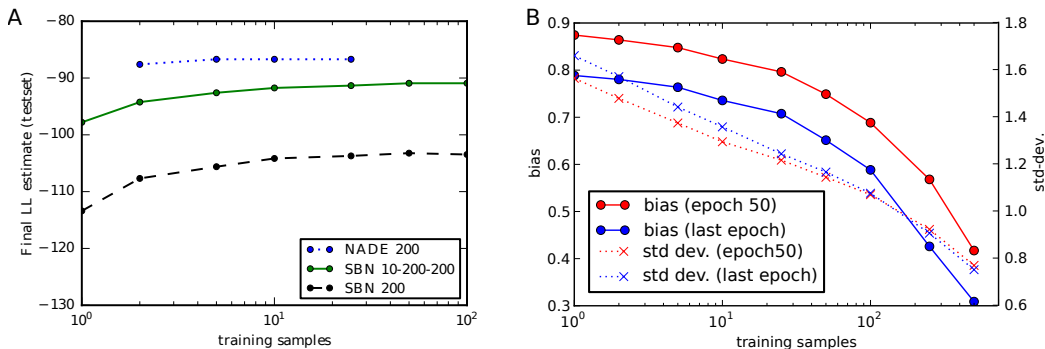 A
Final LL estimate (testset)
−80
−90
−100
−110
−120
−130
NADE 200
SBN 10-200-200
SBN 200
10^0
10^1
10^2
training samples
B
bias
0.9
0.8
0.7
0.6
0.5
0.4
0.3
bias (epoch 50)
bias (last epoch)
std dev. (epoch50)
std dev. (last epoch)
10^0
10^1
10^2
training samples
1.8
1.6
1.4
1.2
1.0
0.8
0.6
std-dev.